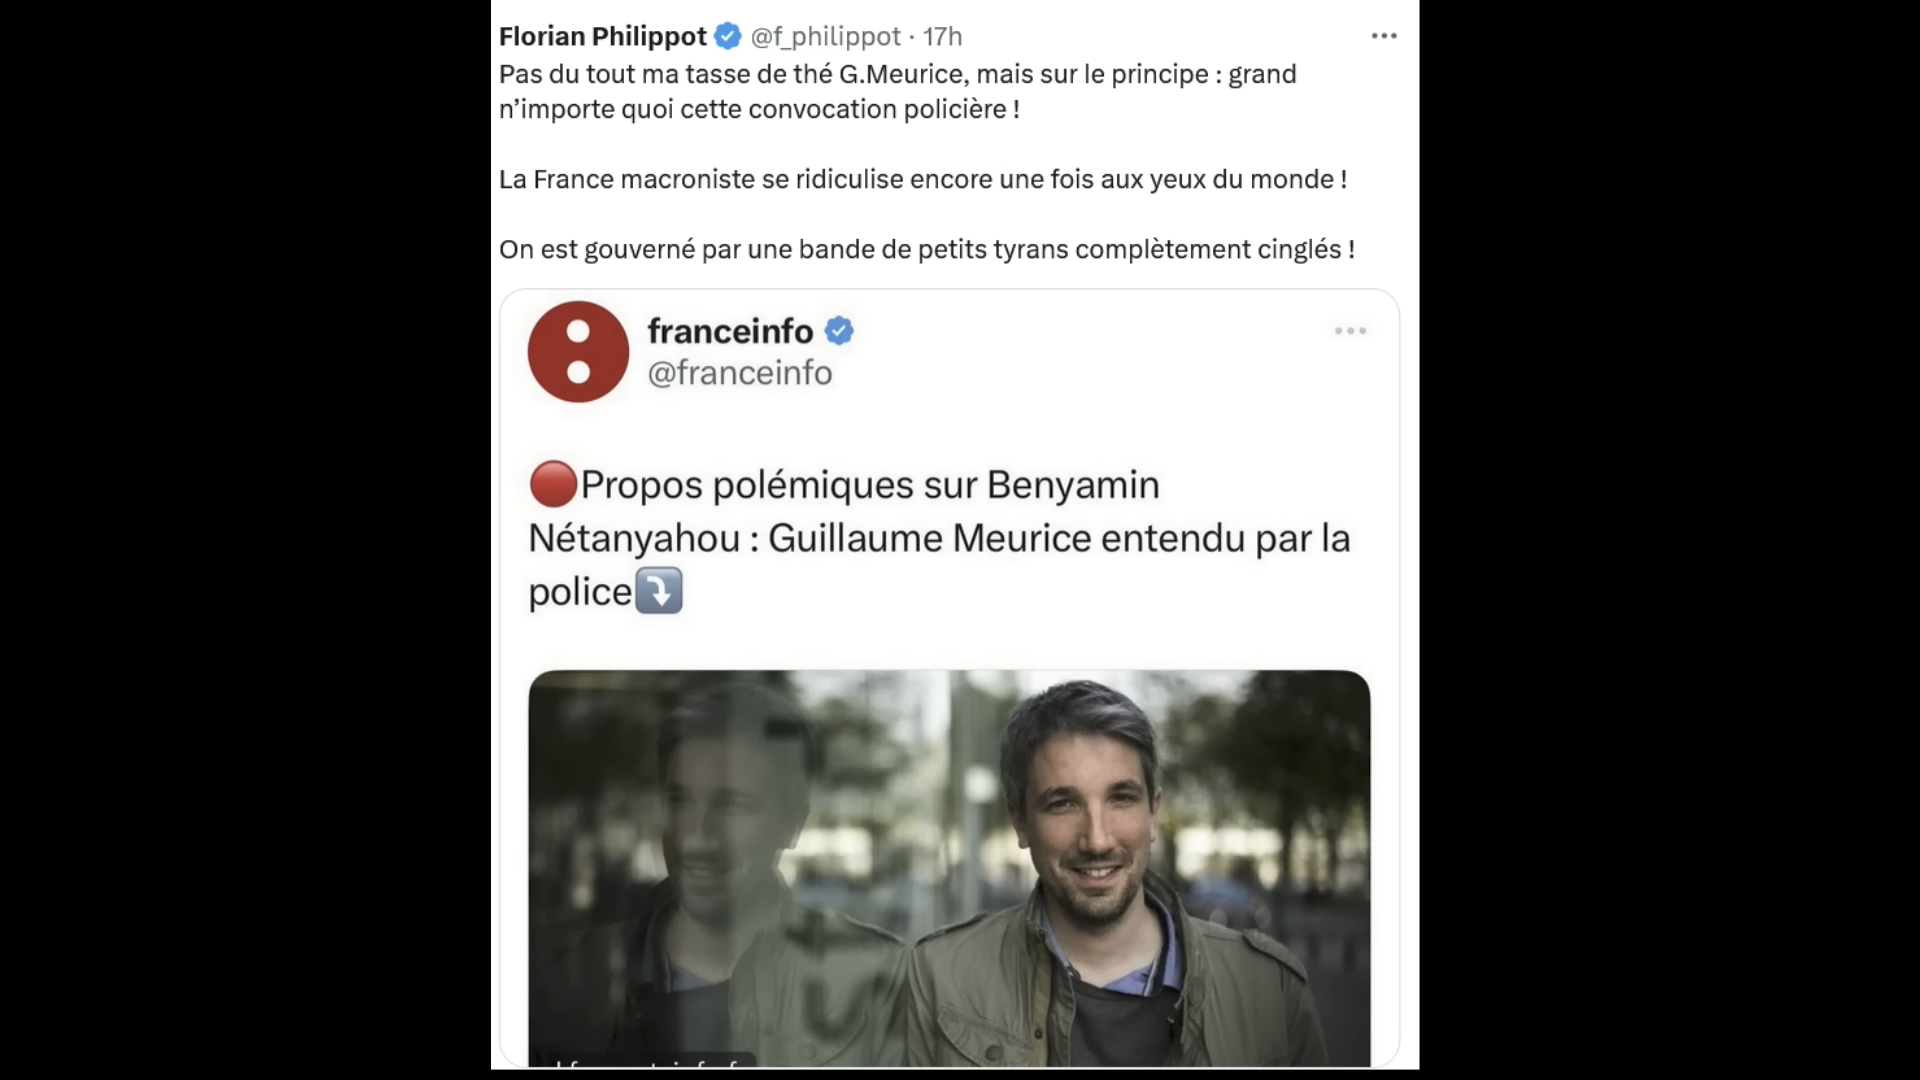 Florian Philippot @f_philippot · 17h
Pas du tout ma tasse de thé G.Meurice, mais sur le principe : grand
n’importe quoi cette convocation policière !
La France macroniste se ridiculise encore une fois aux yeux du monde !
On est gouverné par une bande de petits tyrans complètement cinglés !
franceinfo
@franceinfo
Propos polémiques sur Benyamin
Nétanyahou : Guillaume Meurice entendu par la
police